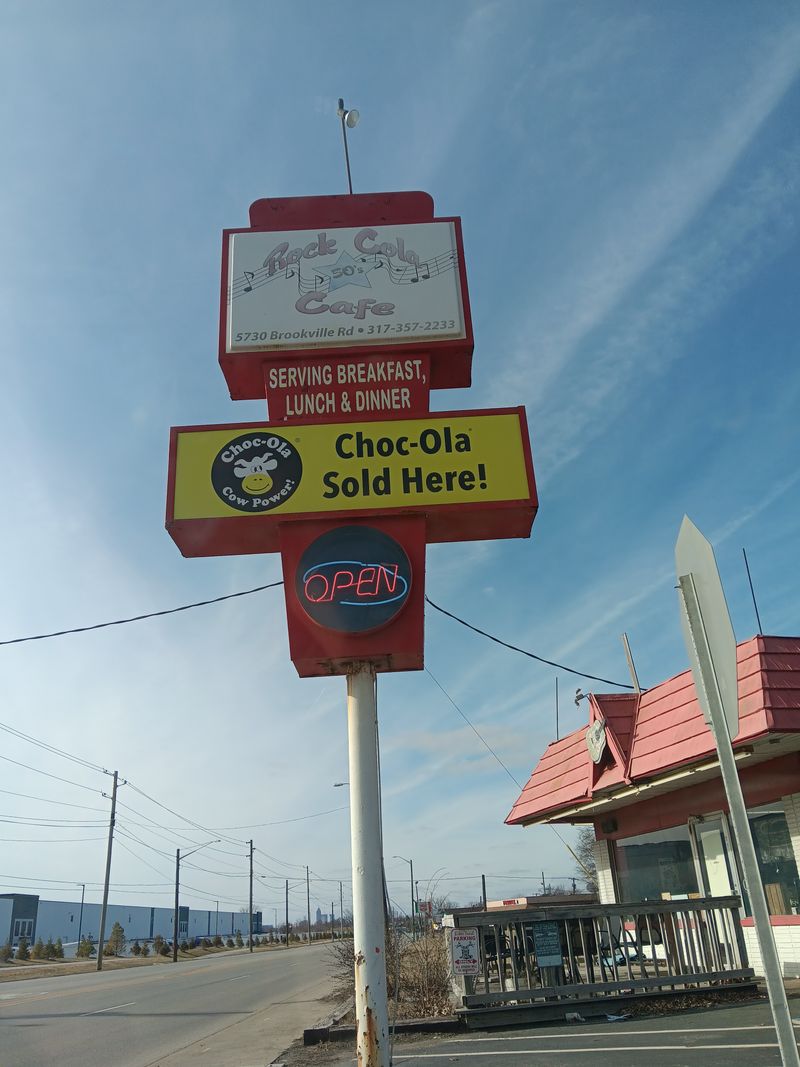 Rock Cola
50's
Cafe
5730 Brookville Rd • 317-357-2233
SERVING BREAKFAST,
LUNCH & DINNER
Choc-Ola
Cow Power!
Choc-Ola
Sold Here!
OPEN
PARKING